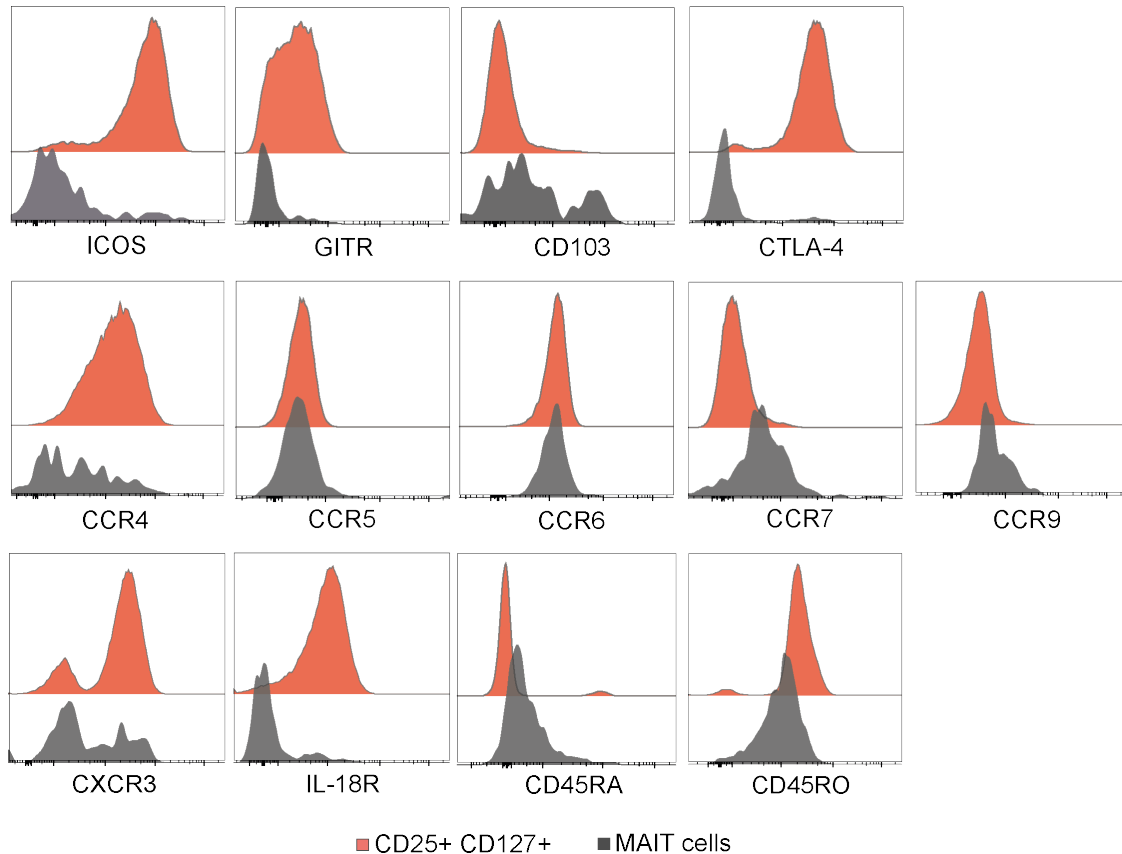 ICOS GITR CD103 CTLA-4
CCR4 CCR5 CCR6 CCR7 CCR9
CXCR3 IL-18R CD45RA CD45RO
CD25+ CD127+ MAIT cells